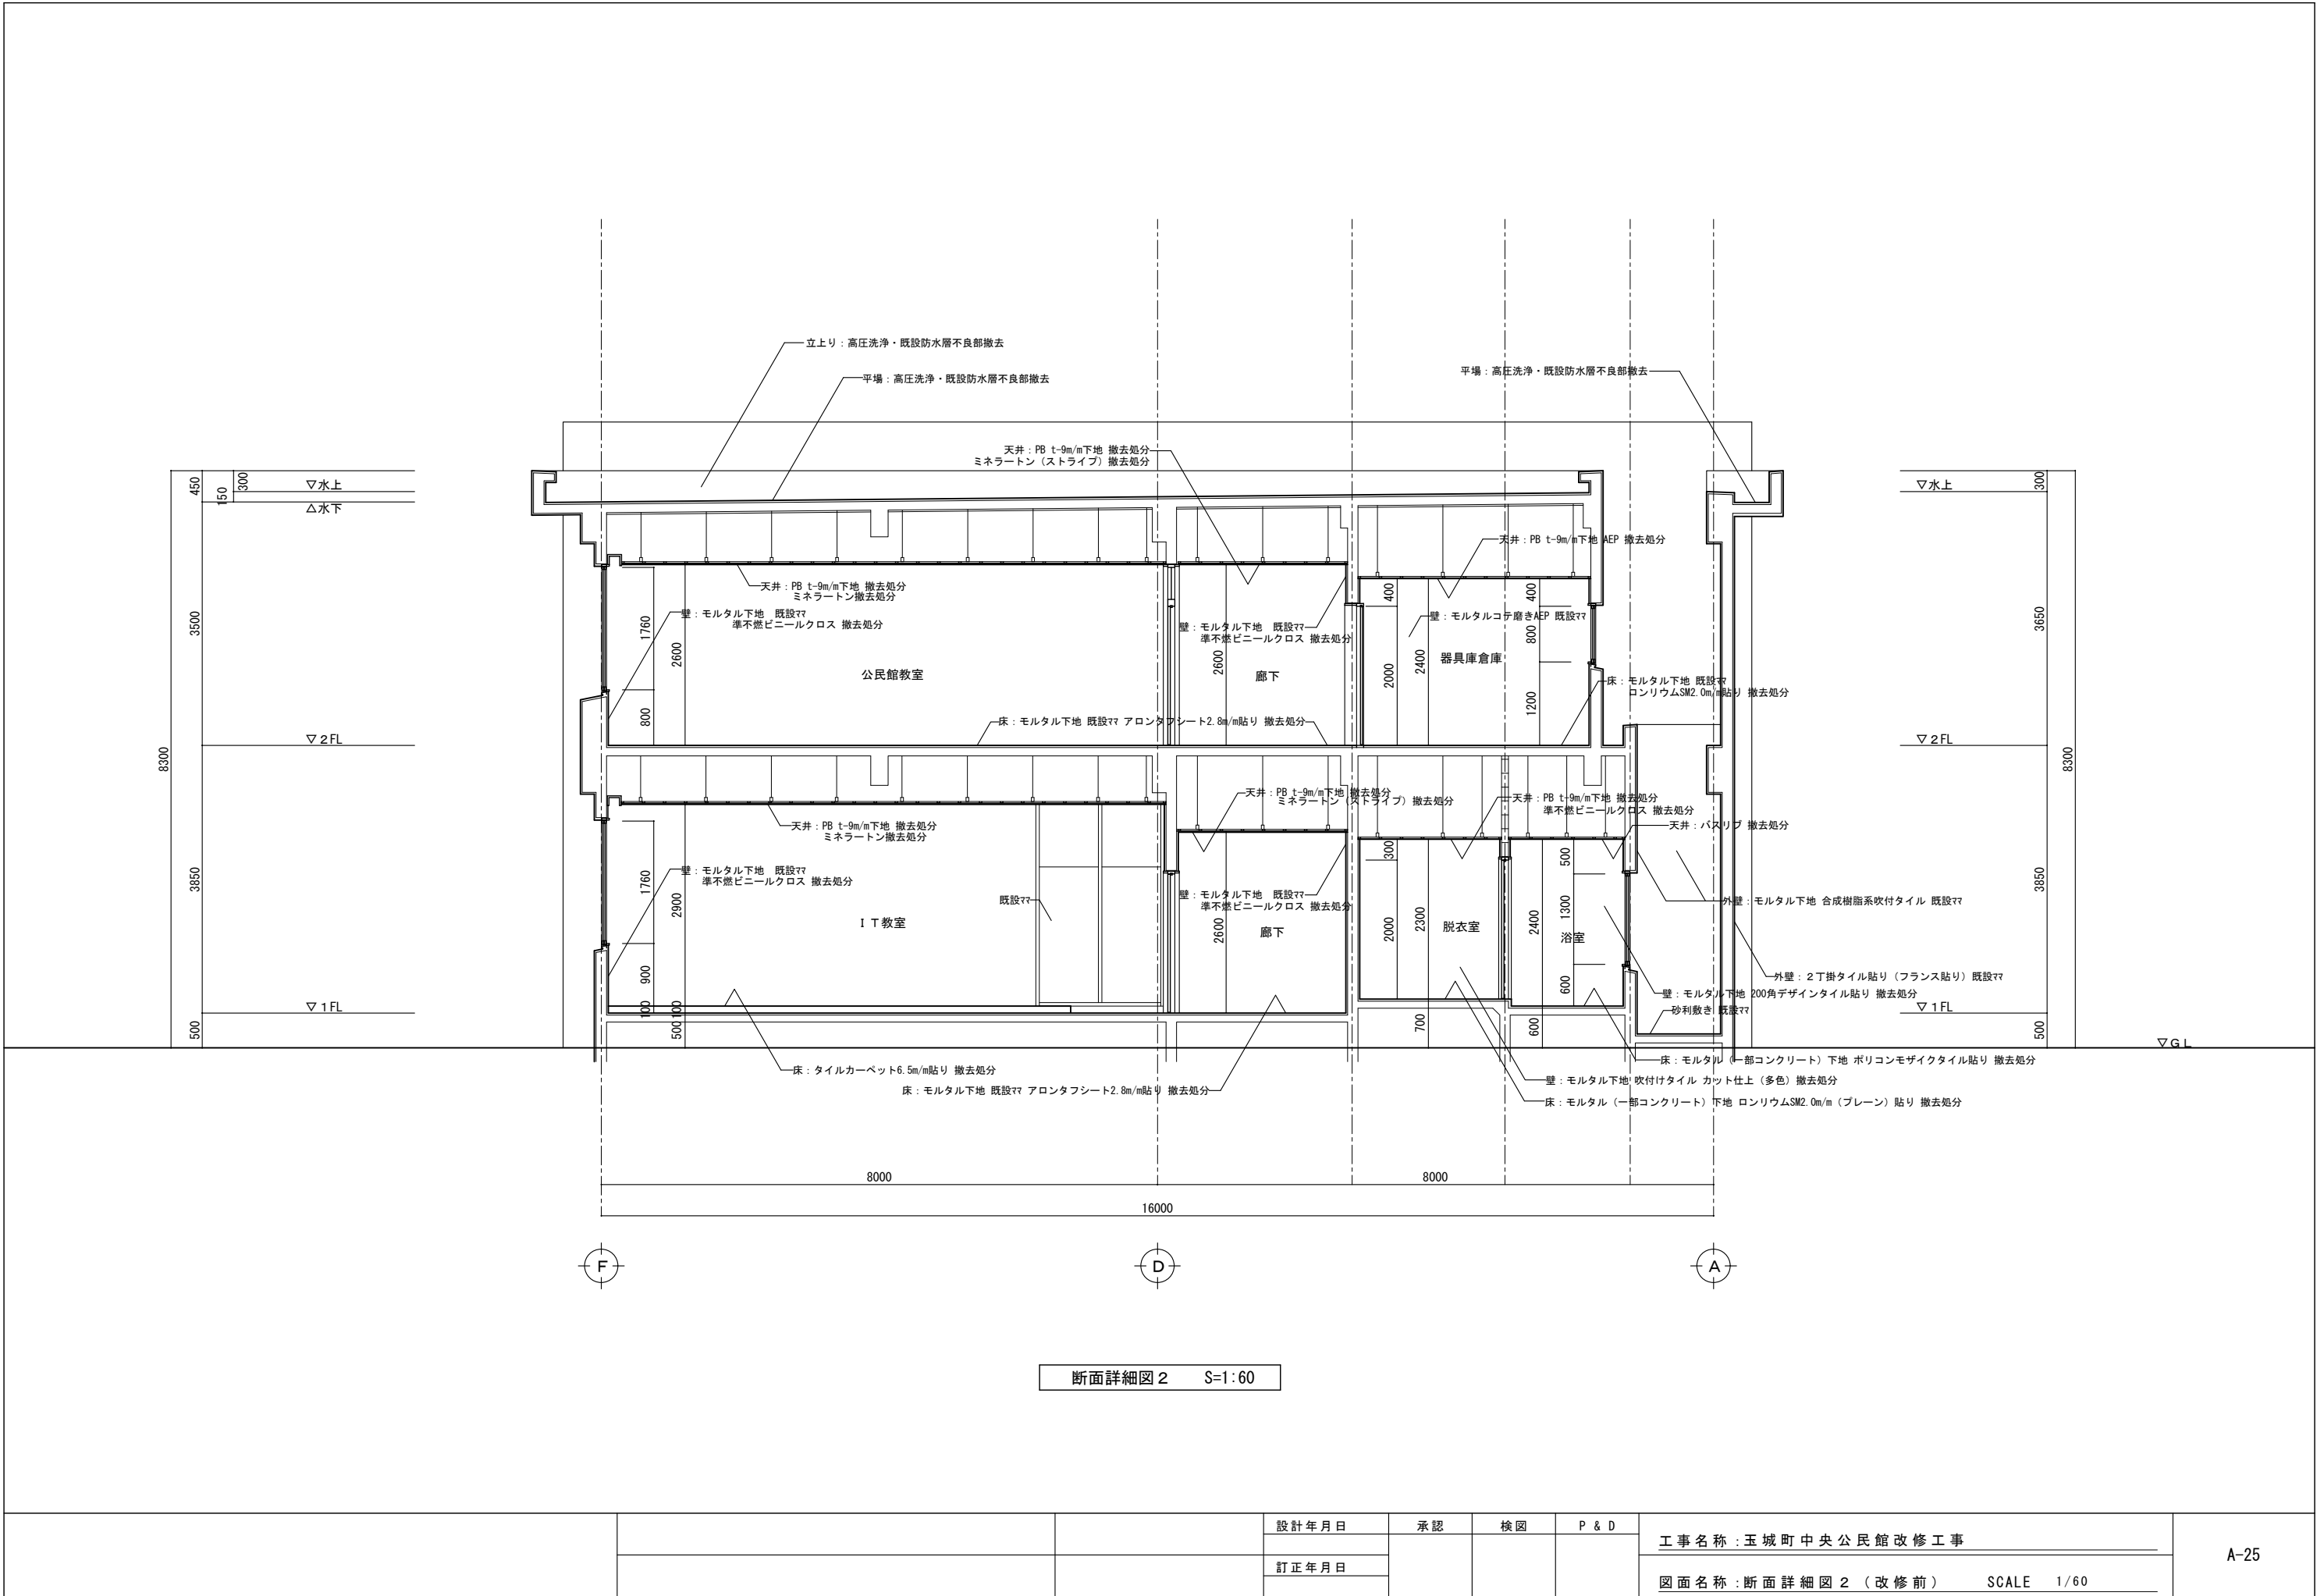 立上り：高圧洗浄・既設防水層不良部撤去
平場：高圧洗浄・既設防水層不良部撤去
平場：高圧洗浄・既設防水層不良部撤去
天井：PB t-9m/m下地 撤去処分
ミネラートン（ストライプ）撤去処分
450
150
300
▽水上
△水下
▽水上
300
天井：PB t-9m/m下地 AEP 撤去処分
天井：PB t-9m/m下地 撤去処分
ミネラートン撤去処分
壁：モルタル下地 既設ﾏﾏ
準不燃ビニールクロス 撤去処分
3500
1760
2600
800
公民館教室
壁：モルタル下地 既設ﾏﾏ
準不燃ビニールクロス 撤去処分
2600
廊下
400
2000
2400
壁：モルタルコテ磨きAEP 既設ﾏﾏ
器具庫倉庫
400
800
1200
3650
床：モルタル下地 既設ﾏﾏ
ロンリウムSM2.0m/m貼り 撤去処分
床：モルタル下地 既設ﾏﾏ アロンタフシート2.8m/m貼り 撤去処分
▽２FL
▽２FL
8300
8300
天井：PB t-9m/m下地 撤去処分
ミネラートン（ストライプ）撤去処分
天井：PB t-9m/m下地 撤去処分
準不燃ビニールクロス 撤去処分
天井：バスリブ 撤去処分
天井：PB t-9m/m下地 撤去処分
ミネラートン撤去処分
壁：モルタル下地 既設ﾏﾏ
準不燃ビニールクロス 撤去処分
3850
1760
2900
900
100
100
500
ＩＴ教室
既設ﾏﾏ
壁：モルタル下地 既設ﾏﾏ
準不燃ビニールクロス 撤去処分
2600
廊下
300
2000
2300
700
脱衣室
2400
600
500
1300
600
浴室
3850
外壁：モルタル下地 合成樹脂系吹付タイル 既設ﾏﾏ
外壁：２丁掛タイル貼り（フランス貼り）既設ﾏﾏ
壁：モルタル下地 200角デザインタイル貼り 撤去処分
砂利敷き 既設ﾏﾏ
▽１FL
▽１FL
500
500
▽ＧＬ
床：モルタル（一部コンクリート）下地 ポリコンモザイクタイル貼り 撤去処分
床：タイルカーペット6.5m/m貼り 撤去処分
壁：モルタル下地 吹付けタイル カット仕上（多色）撤去処分
床：モルタル下地 既設ﾏﾏ アロンタフシート2.8m/m貼り 撤去処分
床：モルタル（一部コンクリート）下地 ロンリウムSM2.0m/m（プレーン）貼り 撤去処分
8000
8000
16000
F
D
A
断面詳細図２ S=1:60
設計年月日
承認
検図
P & D
訂正年月日
工事名称：玉城町中央公民館改修工事
図面名称：断面詳細図２（改修前） SCALE 1/60
A-25